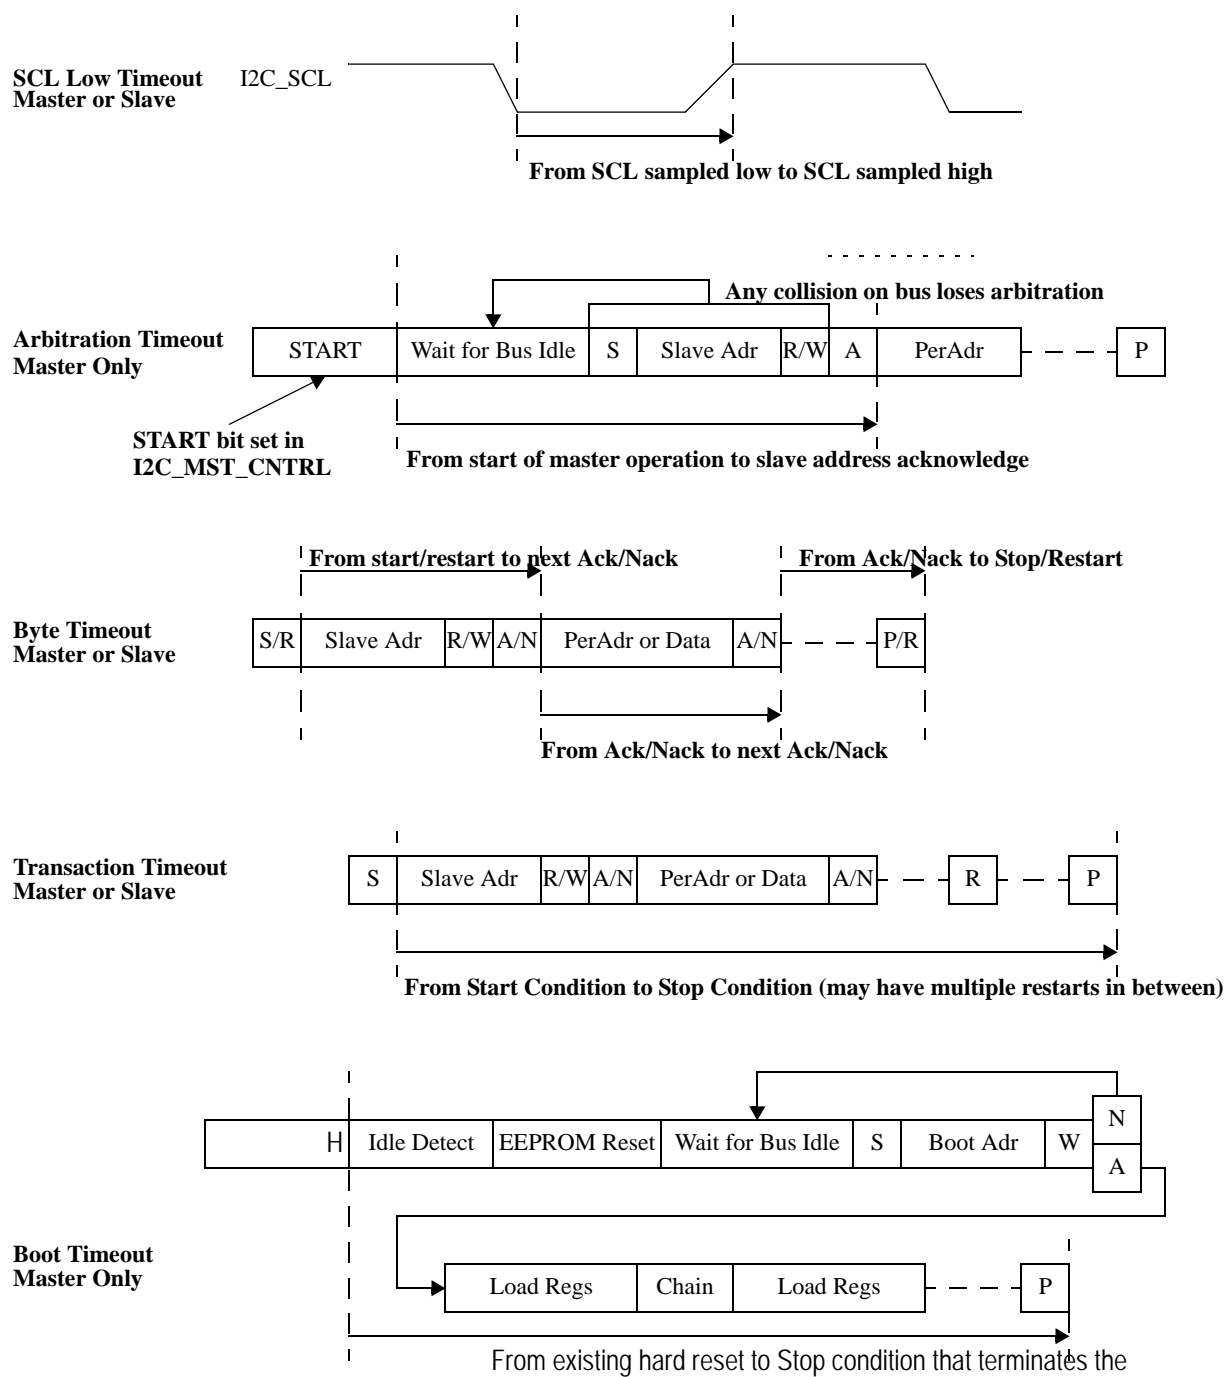 SCL Low Timeout
Master or Slave
I2C_SCL
From SCL sampled low to SCL sampled high
Any collision on bus loses arbitration
Arbitration Timeout
Master Only
START
Wait for Bus Idle
S
Slave Adr
R/W
A
PerAdr
P
START bit set in
I2C_MST_CNTRL
From start of master operation to slave address acknowledge
From start/restart to next Ack/Nack
From Ack/Nack to Stop/Restart
Byte Timeout
Master or Slave
S/R
Slave Adr
R/W
A/N
PerAdr or Data
A/N
P/R
From Ack/Nack to next Ack/Nack
Transaction Timeout
Master or Slave
S
Slave Adr
R/W
A/N
PerAdr or Data
A/N
R
P
From Start Condition to Stop Condition (may have multiple restarts in between)
H
Idle Detect
EEPROM Reset
Wait for Bus Idle
S
Boot Adr
W
N
A
Boot Timeout
Master Only
Load Regs
Chain
Load Regs
P
From existing hard reset to Stop condition that terminates the